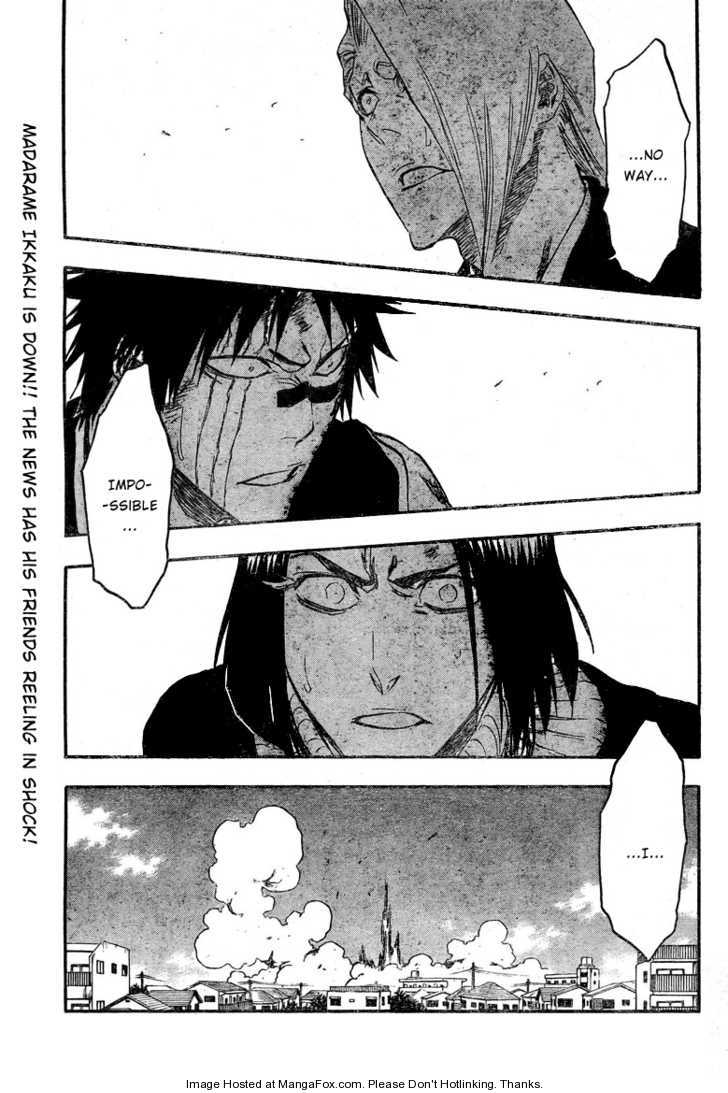 ...NO
WAY...
IMPO-
-SSIBLE
...
...I...
MADARAME IKKAKU IS DOWN!! THE NEWS HAS HIS FRIENDS REELING IN SHOCK!
Image Hosted at MangaFox.com. Please Don't Hotlinking. Thanks.